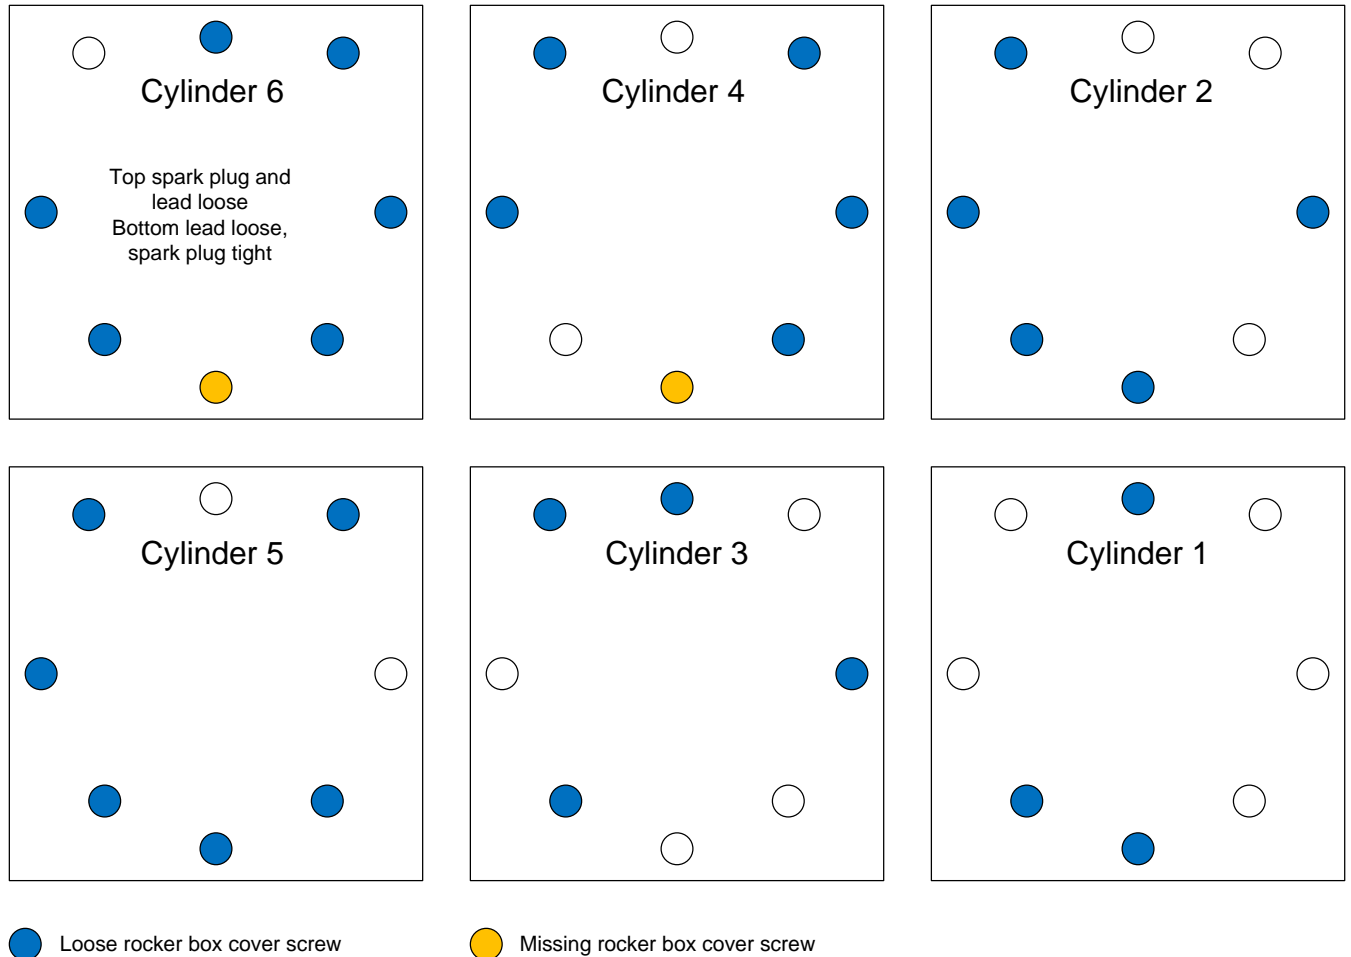 Cylinder 6
Top spark plug and
lead loose
Bottom lead loose,
spark plug tight
Cylinder 4
Cylinder 2
Cylinder 5
Cylinder 3
Cylinder 1
Loose rocker box cover screw
Missing rocker box cover screw